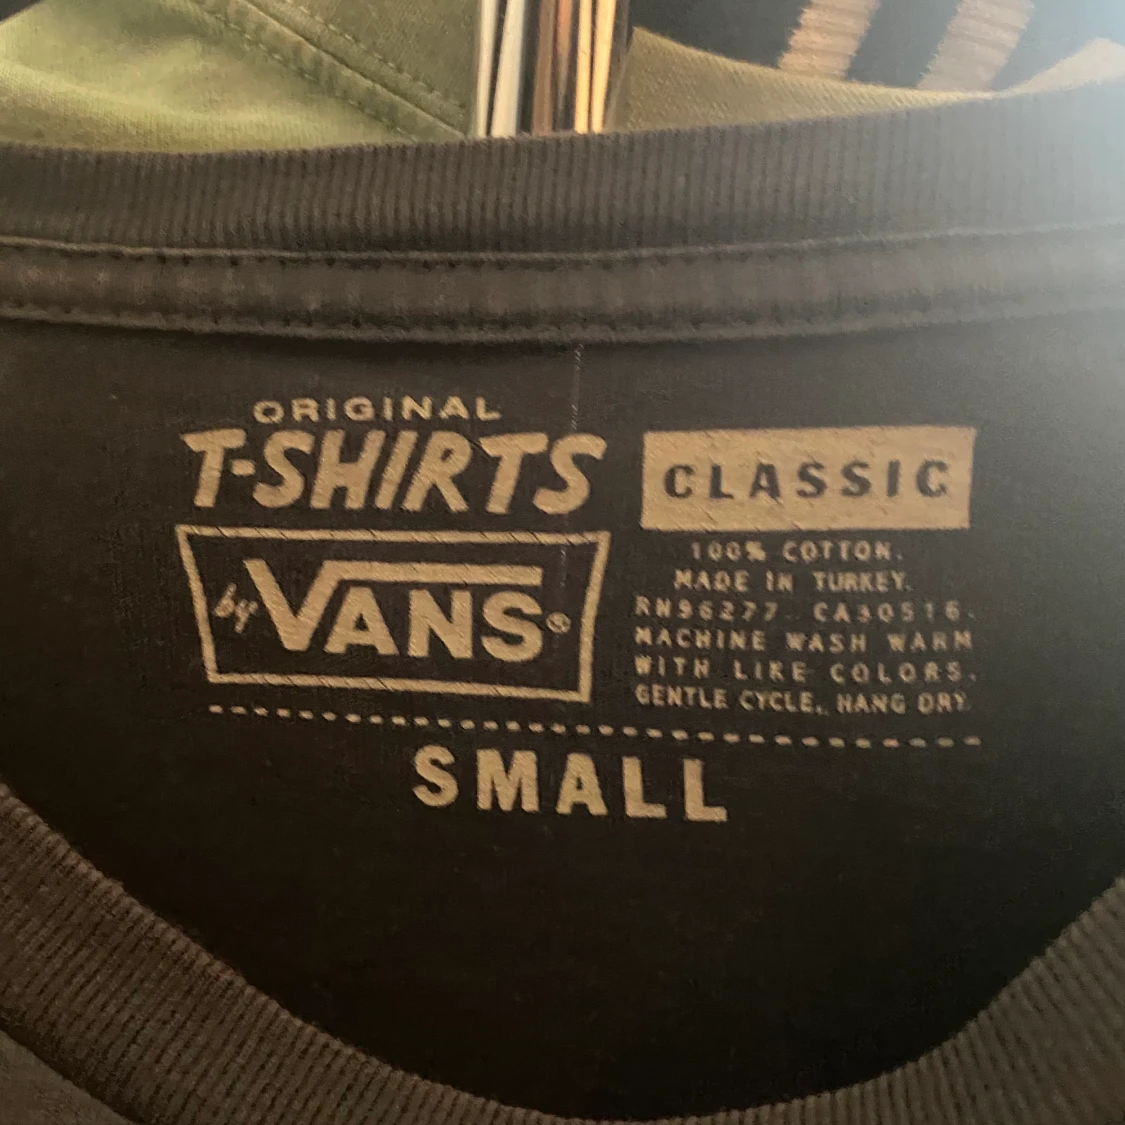 ORIGINAL
T-SHIRTS
by VANS®
CLASSIC
100% COTTON.
MADE IN TURKEY.
RN96277. CA30516.
MACHINE WASH WARM
WITH LIKE COLORS.
GENTLE CYCLE. HANG DRY.
SMALL